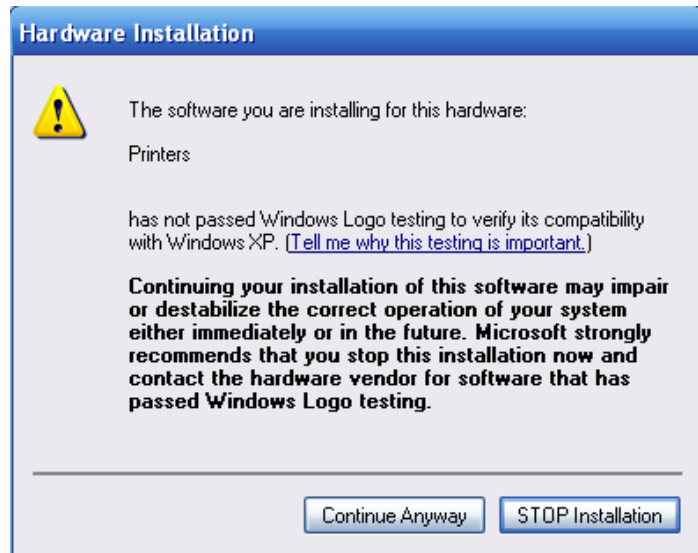 Hardware Installation
The software you are installing for this hardware:
Printers
has not passed Windows Logo testing to verify its compatibility
with Windows XP. (Tell me why this testing is important.)
Continuing your installation of this software may impair
or destabilize the correct operation of your system
either immediately or in the future. Microsoft strongly
recommends that you stop this installation now and
contact the hardware vendor for software that has
passed Windows Logo testing.
Continue Anyway
STOP Installation